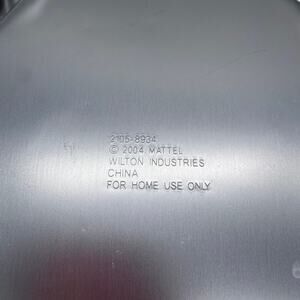 2105-8934
© 2004 MATTEL
WILTON INDUSTRIES
CHINA
FOR HOME USE ONLY